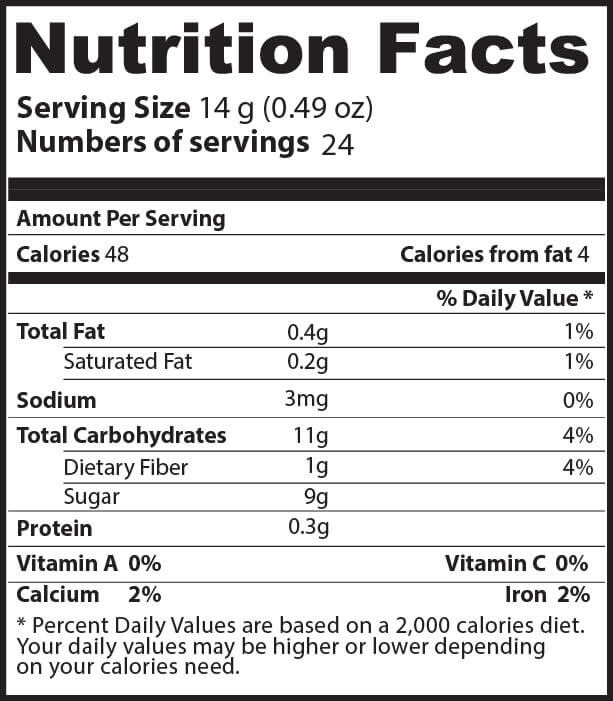 Nutrition Facts
Serving Size 14 g (0.49 oz)
Numbers of servings 24
Amount Per Serving
Calories 48 Calories from fat 4
% Daily Value *
Total Fat 0.4g 1%
Saturated Fat 0.2g 1%
Sodium 3mg 0%
Total Carbohydrates 11g 4%
Dietary Fiber 1g 4%
Sugar 9g
Protein 0.3g
Vitamin A 0% Vitamin C 0%
Calcium 2% Iron 2%
* Percent Daily Values are based on a 2,000 calories diet.
Your daily values may be higher or lower depending
on your calories need.